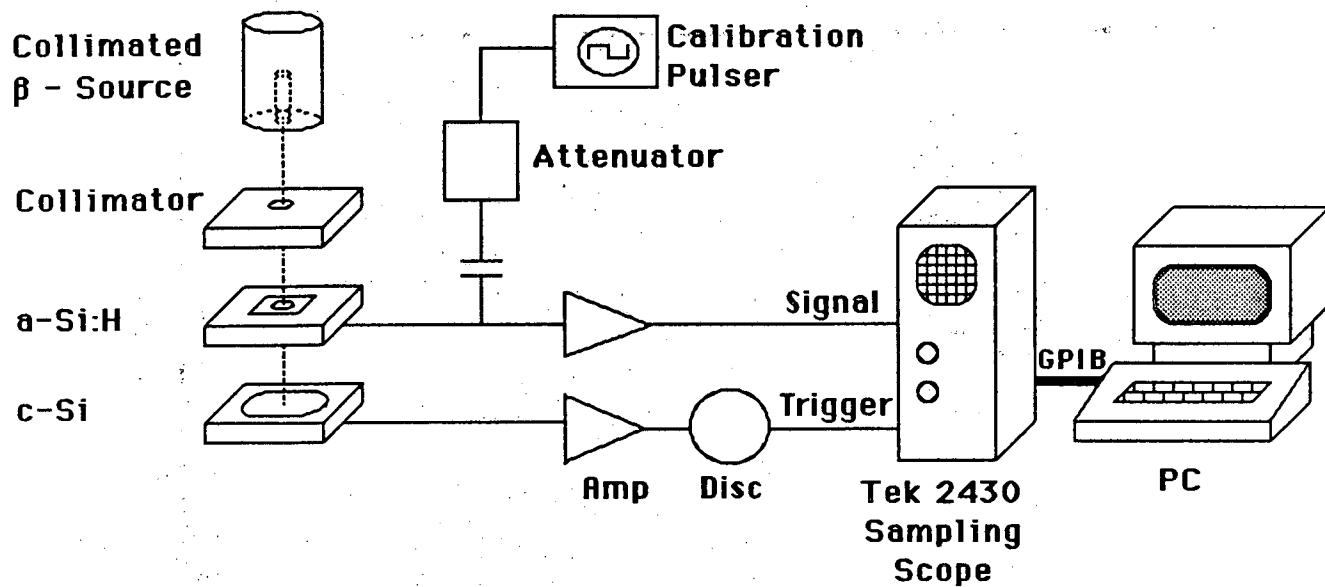 Collimated
β - Source
Calibration
Pulser
Attenuator
Collimator
a-Si:H
Signal
GPIB
c-Si
Trigger
Amp
Disc
Tek 2430
Sampling
Scope
PC